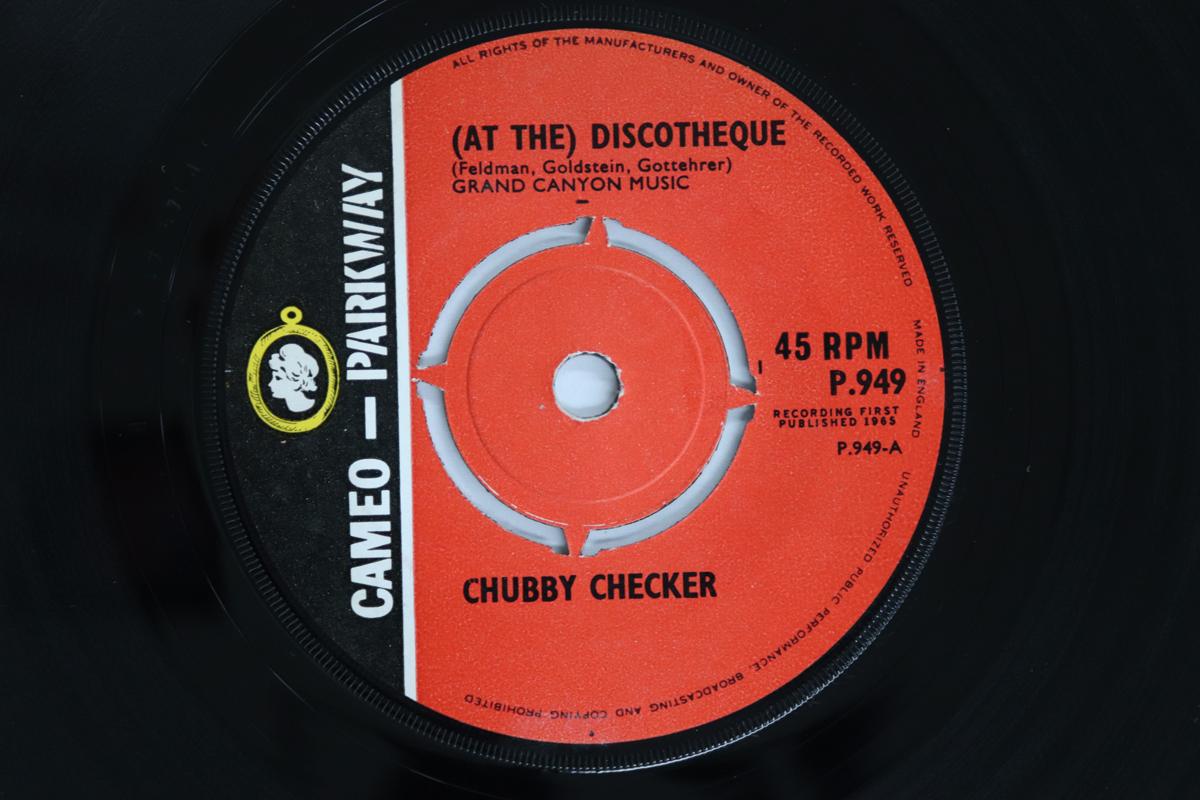 ALL RIGHTS OF THE MANUFACTURERS AND OWNER OF THE RECORDED WORK RESERVED
(AT THE) DISCOTHEQUE
(Feldman, Goldstein, Gottehrer)
GRAND CANYON MUSIC
CAMEO — PARKWAY
45 RPM
P.949
RECORDING FIRST
PUBLISHED 1965
P.949-A
MADE IN ENGLAND
CHUBBY CHECKER
UNAUTHORIZED PUBLIC PERFORMANCE, BROADCASTING AND COPYING PROHIBITED